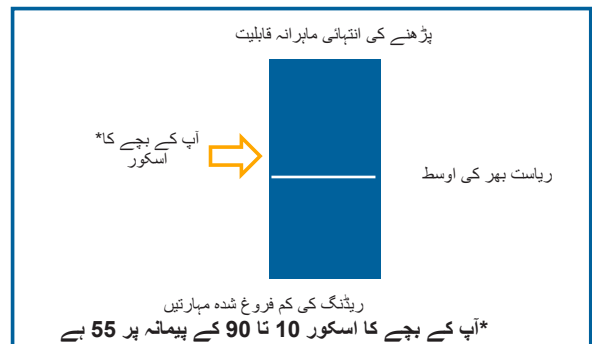 پڑھنے کی انتہائی ماہرانہ قابلیت
آپ کے بچے کا*
اسکور
ریاست بھر کی اوسط
ریڈنگ کی کم فروغ شدہ مہارتیں
*آپ کے بچے کا اسکور 10 تا 90 کے پیمانہ پر 55 ہے